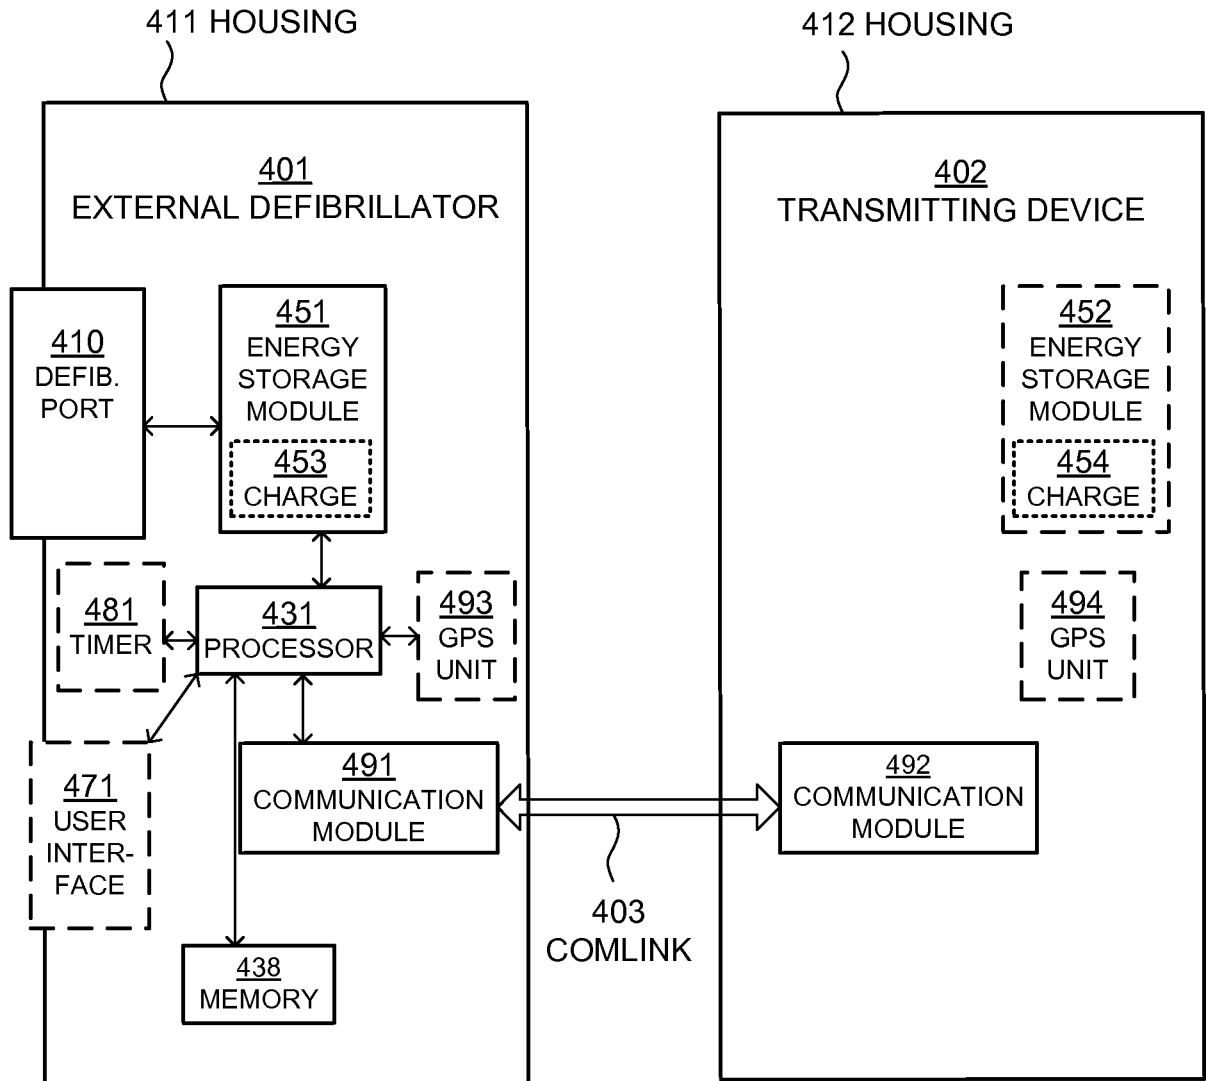 411 HOUSING
412 HOUSING
401
EXTERNAL DEFIBRILLATOR
402
TRANSMITTING DEVICE
410
DEFIB.
PORT
451
ENERGY
STORAGE
MODULE
453
CHARGE
452
ENERGY
STORAGE
MODULE
454
CHARGE
481
TIMER
431
PROCESSOR
493
GPS
UNIT
494
GPS
UNIT
471
USER
INTER-
FACE
491
COMMUNICATION
MODULE
492
COMMUNICATION
MODULE
403
COMLINK
438
MEMORY